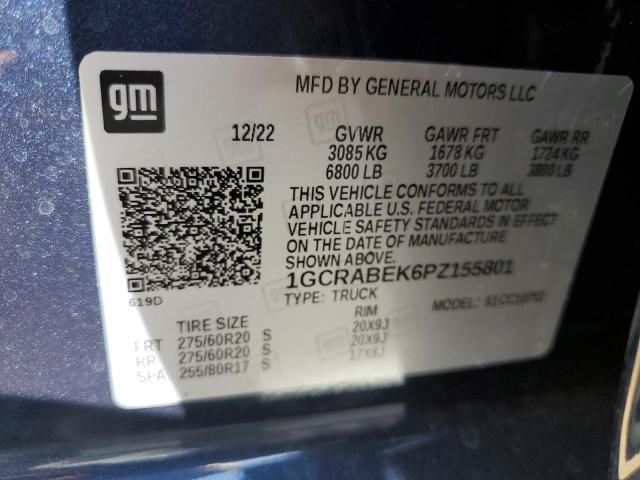 gm
MFD BY GENERAL MOTORS LLC
12/22 GVWR GAWR FRT GAWR RR
3085 KG 1678 KG 1724 KG
6800 LB 3700 LB 3800 LB
THIS VEHICLE CONFORMS TO ALL
APPLICABLE U.S. FEDERAL MOTOR
VEHICLE SAFETY STANDARDS IN EFFECT
ON THE DATE OF MANUFACTURE
1GCRABEK6PZ155801
619D
TYPE: TRUCK MODEL:
TIRE SIZE RIM
FRT 275/60R20 S 20X9J
RR 275/60R20 S 20X9J
SPA 255/80R17 S 17X8J